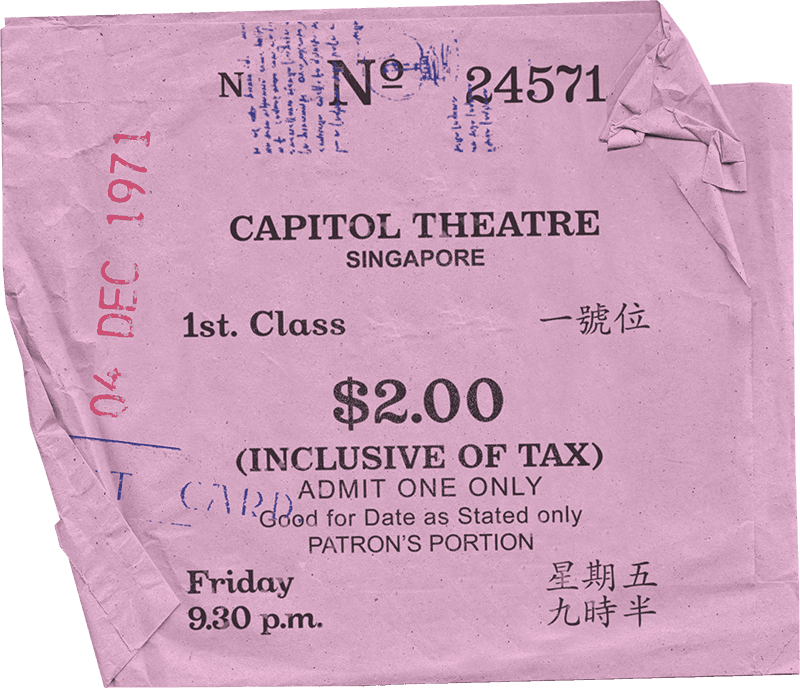 N
Nº 24571
04 DEC 1971
CAPITOL THEATRE
SINGAPORE
1st. Class 一號位
$2.00
(INCLUSIVE OF TAX)
ADMIT ONE ONLY
T CARD
Good for Date as Stated only
PATRON'S PORTION
Friday 星期五
9.30 p.m. 九時半